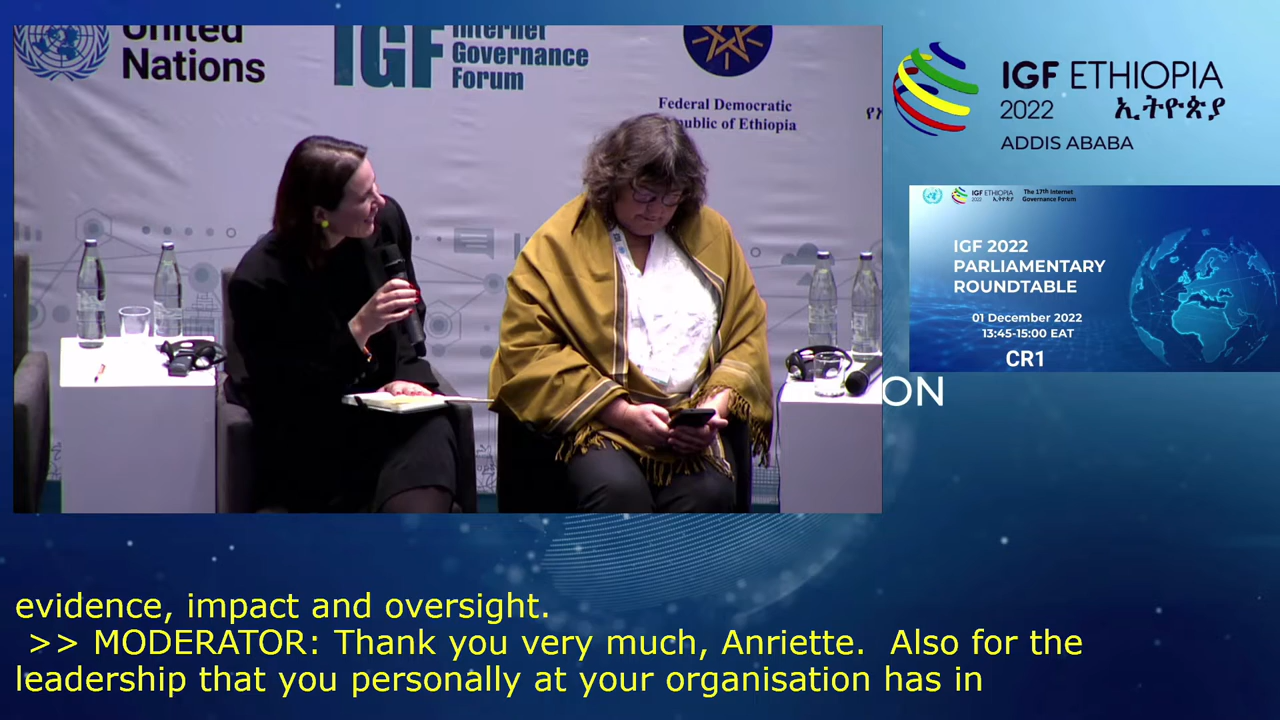 United
Nations
IGF
Internet
Governance
Forum
Federal Democratic
Republic of Ethiopia
IGF ETHIOPIA
2022 ኢትዮጵያ
ADDIS ABABA
IGF ETHIOPIA
2022 ኢትዮጵያ
The 17th Internet
Governance Forum
IGF 2022
PARLIAMENTARY
ROUNDTABLE
01 December 2022
13:45-15:00 EAT
CR1
ON
evidence, impact and oversight.
>> MODERATOR: Thank you very much, Anriette. Also for the
leadership that you personally at your organisation has in